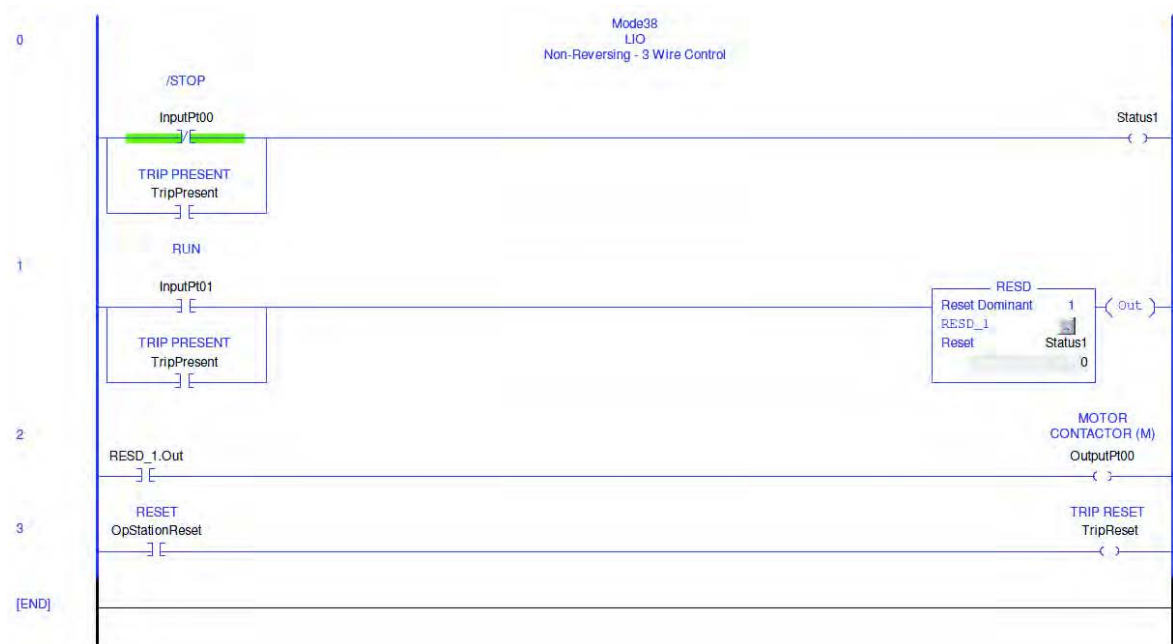 Mode38
LIO
Non-Reversing - 3 Wire Control
0
/STOP
InputPt00
Status1
TRIP PRESENT
TripPresent
RUN
1
InputPt01
RESD
Reset Dominant 1
Out
RESD_1
Reset Status1
0
TRIP PRESENT
TripPresent
2
MOTOR
CONTACTOR (M)
RESD_1.Out
OutputPt00
3
RESET
TRIP RESET
OpStationReset
TripReset
[END]